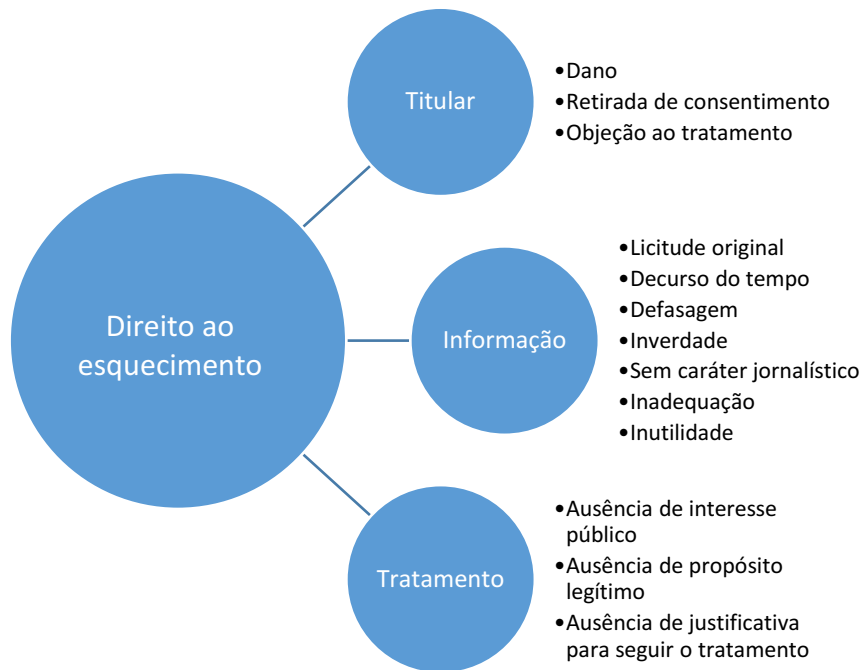 Direito ao
esquecimento
Titular
•Dano
•Retirada de consentimento
•Objeção ao tratamento
Informação
•Licitude original
•Decurso do tempo
•Defasagem
•Inverdade
•Sem caráter jornalístico
•Inadequação
•Inutilidade
Tratamento
•Ausência de interesse
público
•Ausência de propósito
legítimo
•Ausência de justificativa
para seguir o tratamento